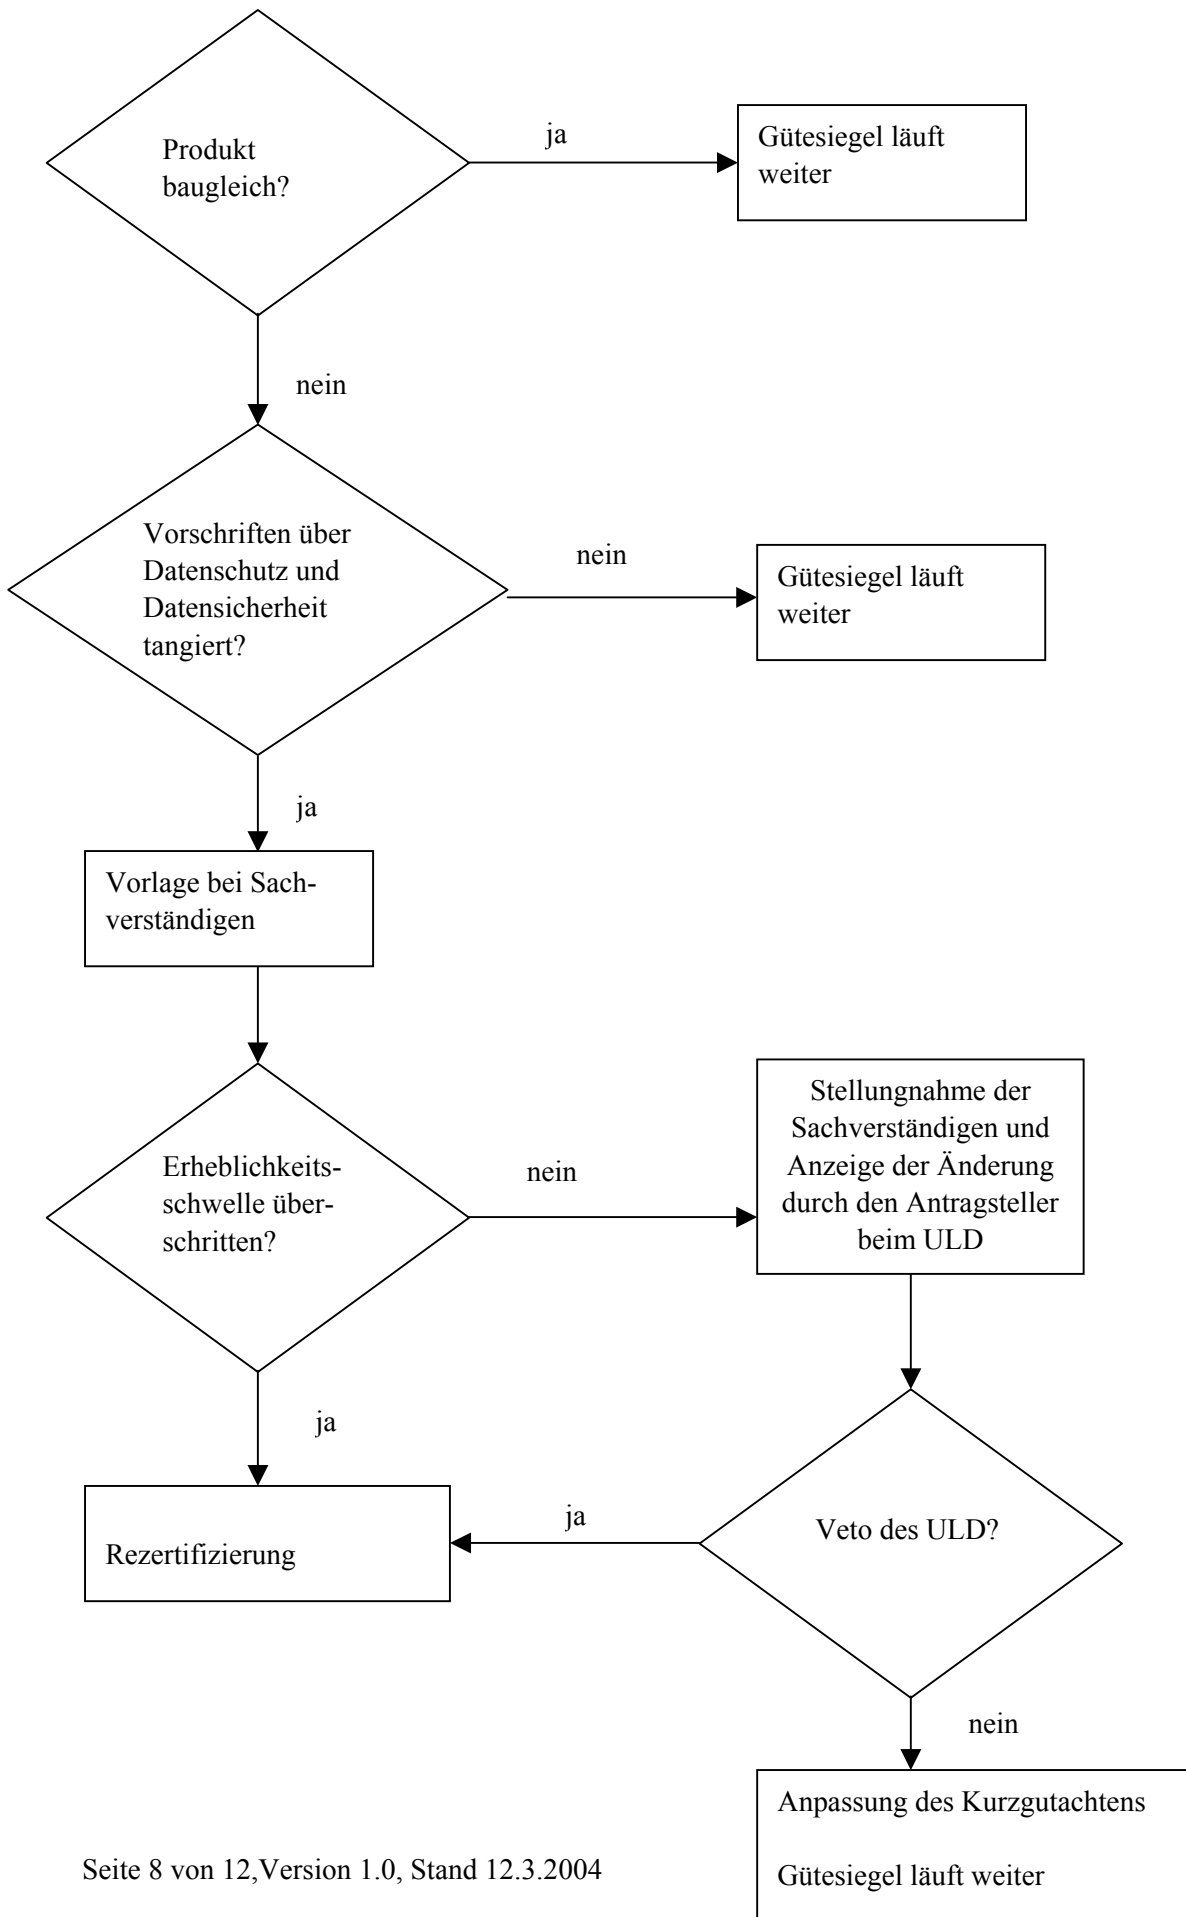 Produkt
baugleich?
ja
Gütesiegel läuft
weiter
nein
Vorschriften über
Datenschutz und
Datensicherheit
tangiert?
nein
Gütesiegel läuft
weiter
ja
Vorlage bei Sach-
verständigen
Erheblichkeits-
schwelle über-
schritten?
nein
Stellungnahme der
Sachverständigen und
Anzeige der Änderung
durch den Antragsteller
beim ULD
ja
Rezertifizierung
ja
Veto des ULD?
nein
Anpassung des Kurzgutachtens
Gütesiegel läuft weiter
Seite 8 von 12,Version 1.0, Stand 12.3.2004